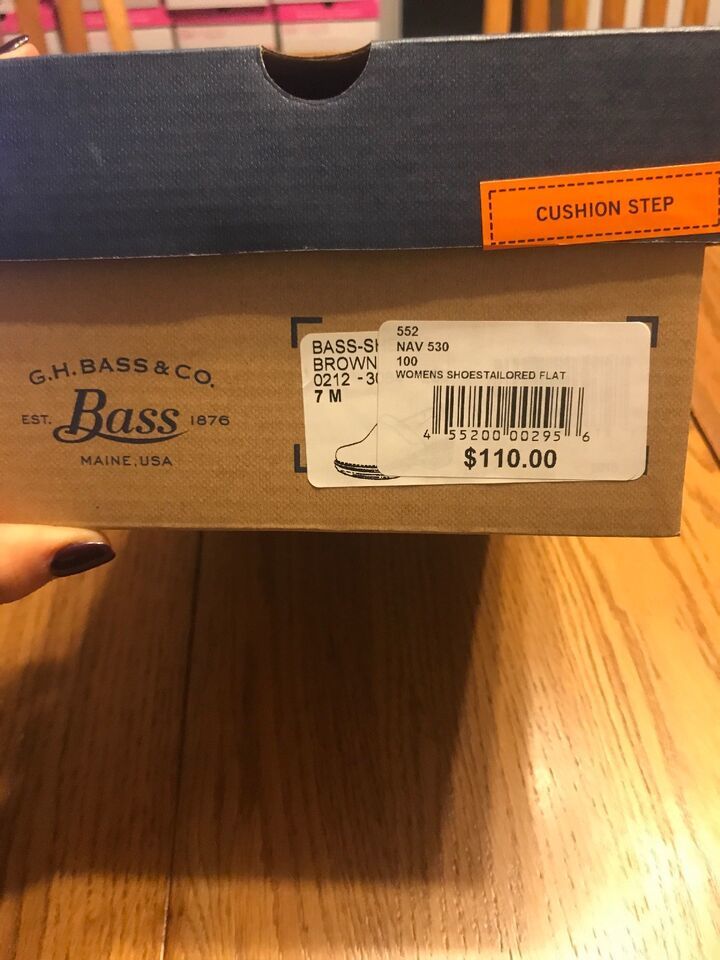 CUSHION STEP
G.H. BASS & CO.
EST. Bass 1876
MAINE, USA
BASS-SH
BROWN
0212 -30
7 M
552
NAV 530
100
WOMENS SHOESTAILORED FLAT
4 55200 00295 6
$110.00